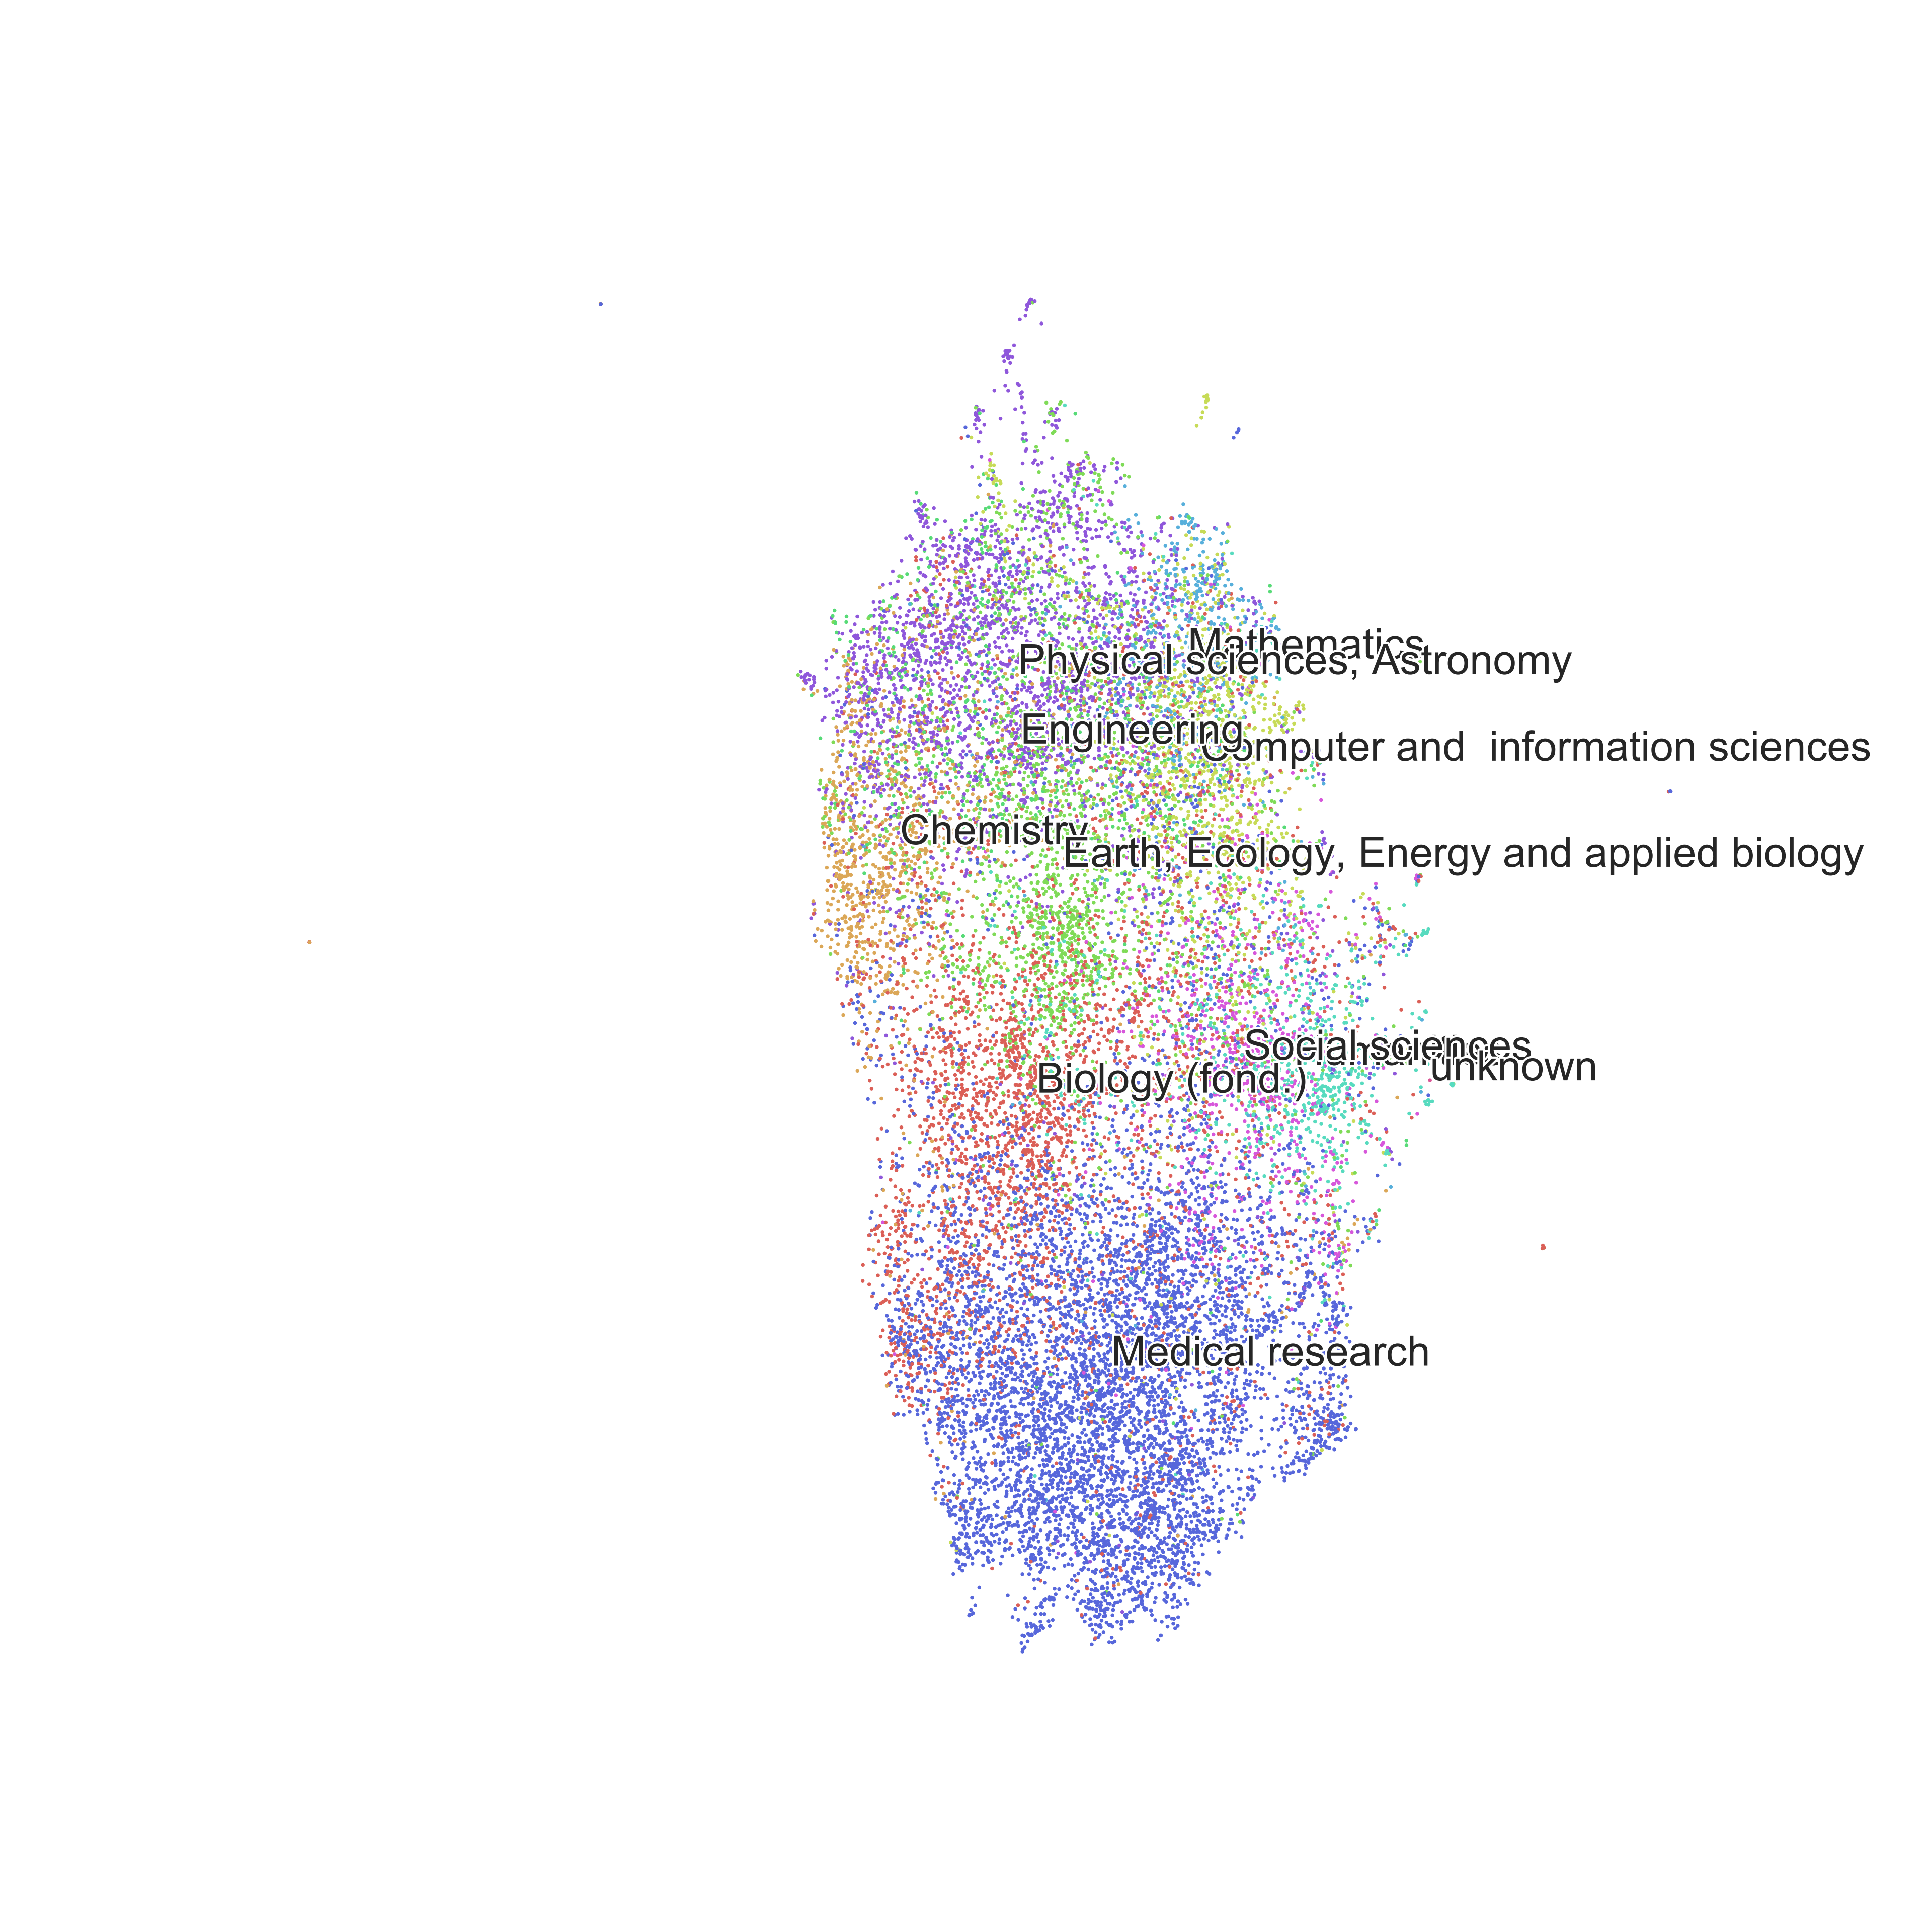 Mathematics
Physical sciences, Astronomy
Engineering
Computer and  information sciences
Chemistry
Earth, Ecology, Energy and applied biology
Social sciences
unknown
Biology (fond.)
Medical research